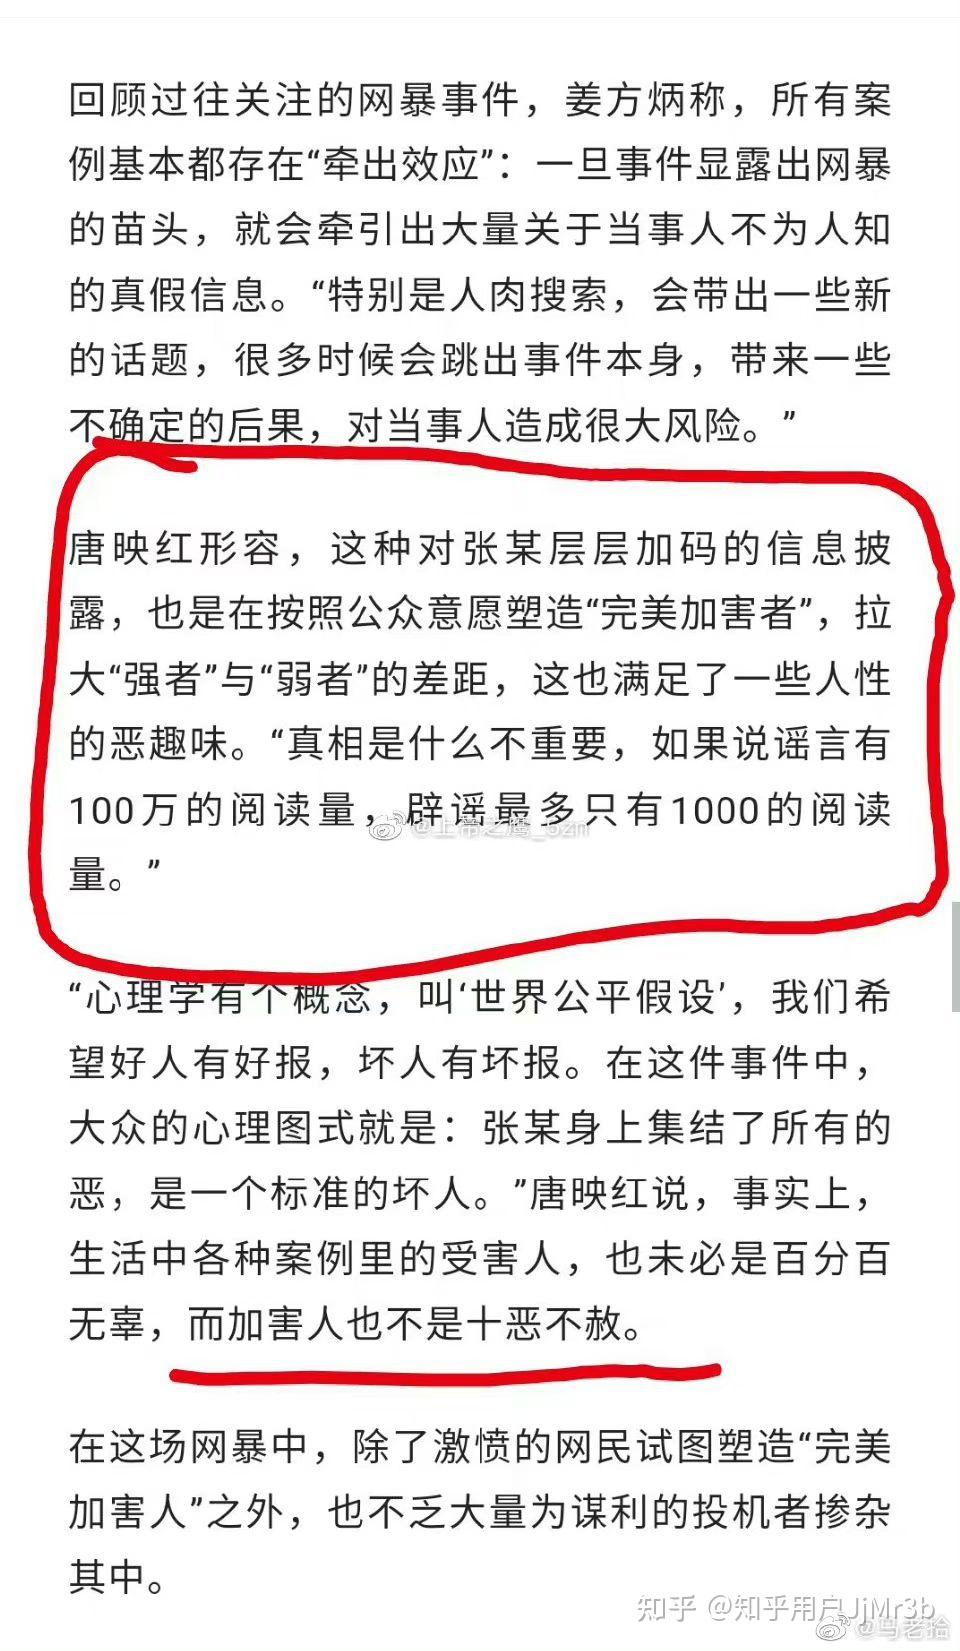 回顾过往关注的网暴事件，姜方炳称，所有案
例基本都存在“牵出效应”：一旦事件显露出网暴
的苗头，就会牵引出大量关于当事人不为人知
的真假信息。“特别是人肉搜索，会带出一些新
的话题，很多时候会跳出事件本身，带来一些
不确定的后果，对当事人造成很大风险。”
唐映红形容，这种对张某层层加码的信息披
露，也是在按照公众意愿塑造“完美加害者”，拉
大“强者”与“弱者”的差距，这也满足了一些人性
的恶趣味。“真相是什么不重要，如果说谣言有
100万的阅读量，辟谣最多只有1000的阅读
@上帝之鹰_5zn
量。”
“心理学有个概念，叫‘世界公平假设’，我们希
望好人有好报，坏人有坏报。在这件事件中，
大众的心理图式就是：张某身上集结了所有的
恶，是一个标准的坏人。”唐映红说，事实上，
生活中各种案例里的受害人，也未必是百分百
无辜，而加害人也不是十恶不赦。
在这场网暴中，除了激愤的网民试图塑造“完美
加害人”之外，也不乏大量为谋利的投机者掺杂
其中。
知乎 @知乎用户JjMr3b
@马老拾